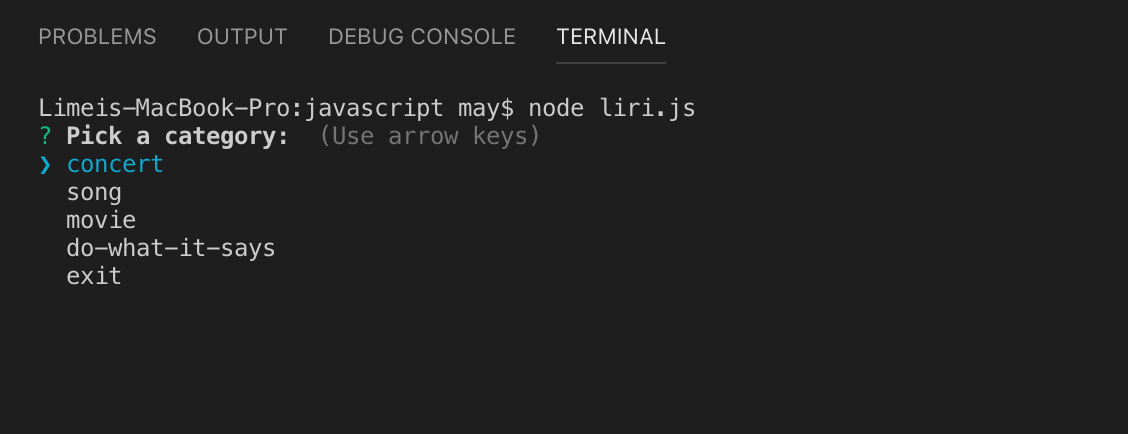 PROBLEMS OUTPUT DEBUG CONSOLE TERMINAL
Limeis-MacBook-Pro:javascript may$ node liri.js
? Pick a category:  (Use arrow keys)
❯ concert
  song
  movie
  do-what-it-says
  exit